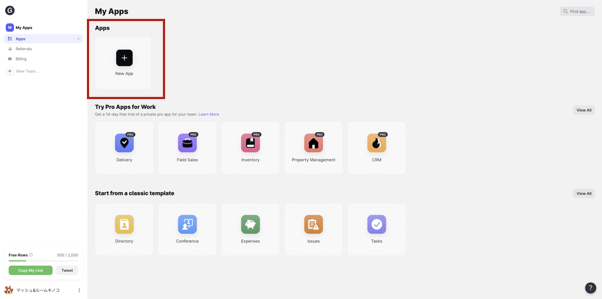 G
My Apps
Find app...
M My Apps
Apps
Apps
Referrals
Billing
New Team...
New App
Try Pro Apps for Work
Get a 14-day free trial of a private pro app for your team. Learn More
View All
PRO
PRO
PRO
PRO
PRO
Delivery
Field Sales
Inventory
Property Management
CRM
Start from a classic template
View All
Directory
Conference
Expenses
Issues
Tasks
Free Rows
500 / 2,000
Copy My Link
Tweet
マッシュ&ルームキノコ
?